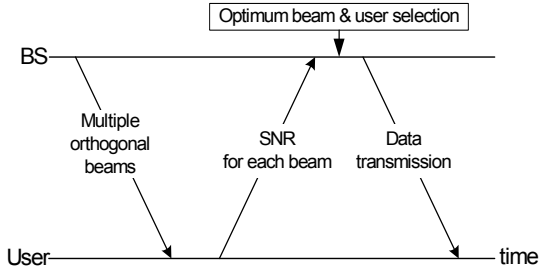 Optimum beam & user selection
BS
Multiple
orthogonal
beams
SNR
for each beam
Data
transmission
User
time